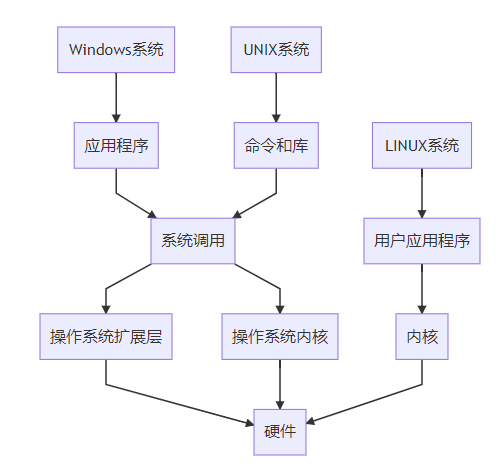 Windows系统
UNIX系统
应用程序
命令和库
LINUX系统
系统调用
用户应用程序
操作系统扩展层
操作系统内核
内核
硬件